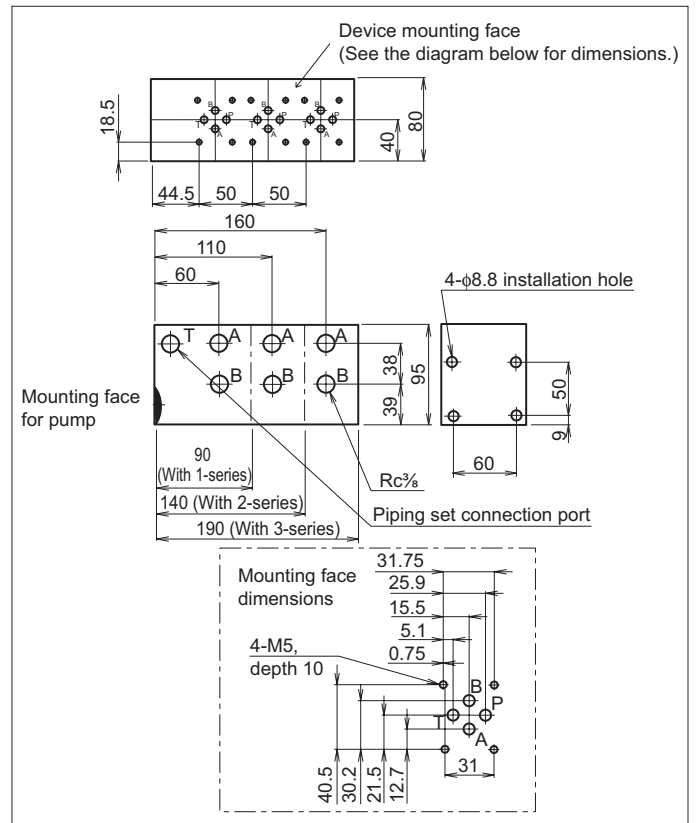 Device mounting face
(See the diagram below for dimensions.)
B B B
T P T P T P
A A A
18.5
40
80
44.5 50 50
160
110
60
4-ϕ8.8 installation hole
T A A A
B B B
38
39
95
50
9
60
Mounting face
for pump
90
(With 1-series)
140 (With 2-series)
190 (With 3-series)
Rc⅜
Piping set connection port
Mounting face
dimensions
31.75
25.9
15.5
5.1
0.75
4-M5,
depth 10
B
T P
A
40.5
30.2
21.5
12.7
31